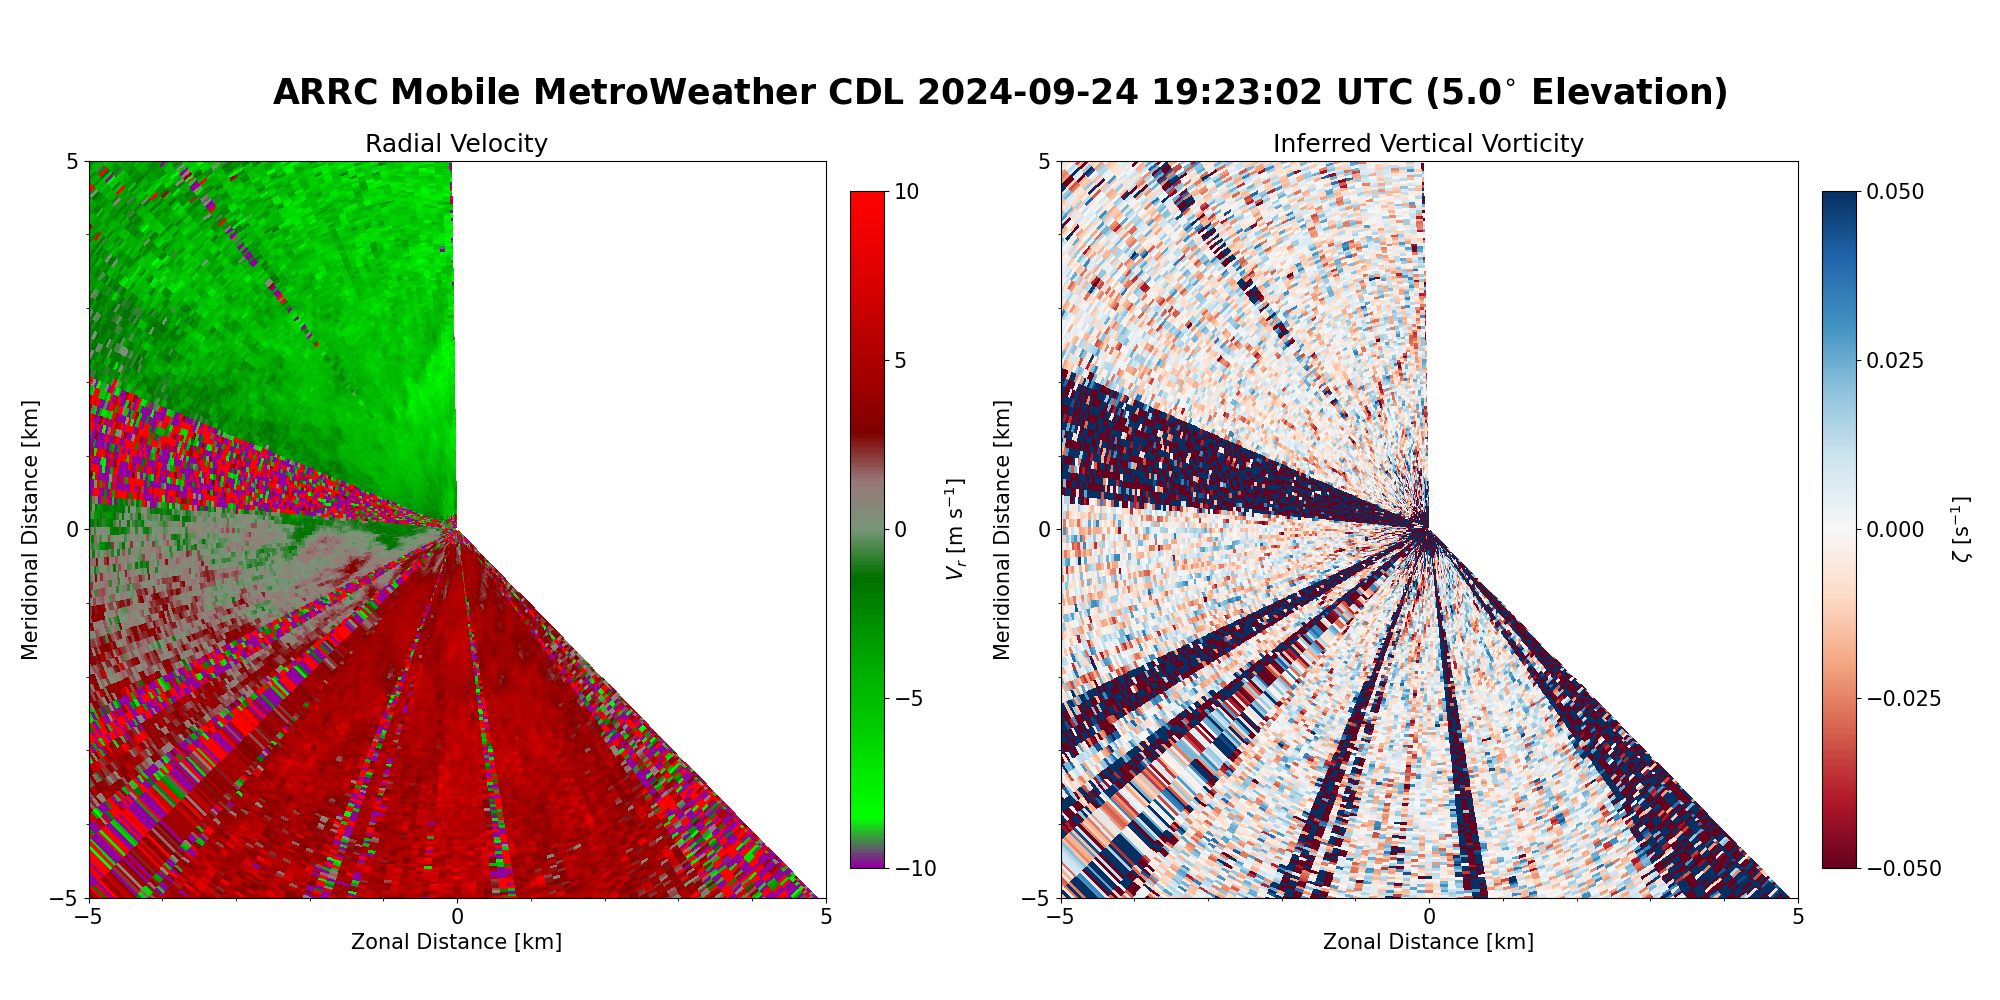 ARRC Mobile MetroWeather CDL 2024-09-24 19:23:02 UTC (5.0° Elevation)
Radial Velocity
5
0
−5
−5
0
5
Meridional Distance [km]
Zonal Distance [km]
10
5
0
−5
−10
Vr [m s⁻¹]
Inferred Vertical Vorticity
5
0
−5
−5
0
5
Meridional Distance [km]
Zonal Distance [km]
0.050
0.025
0.000
−0.025
−0.050
ζ [s⁻¹]